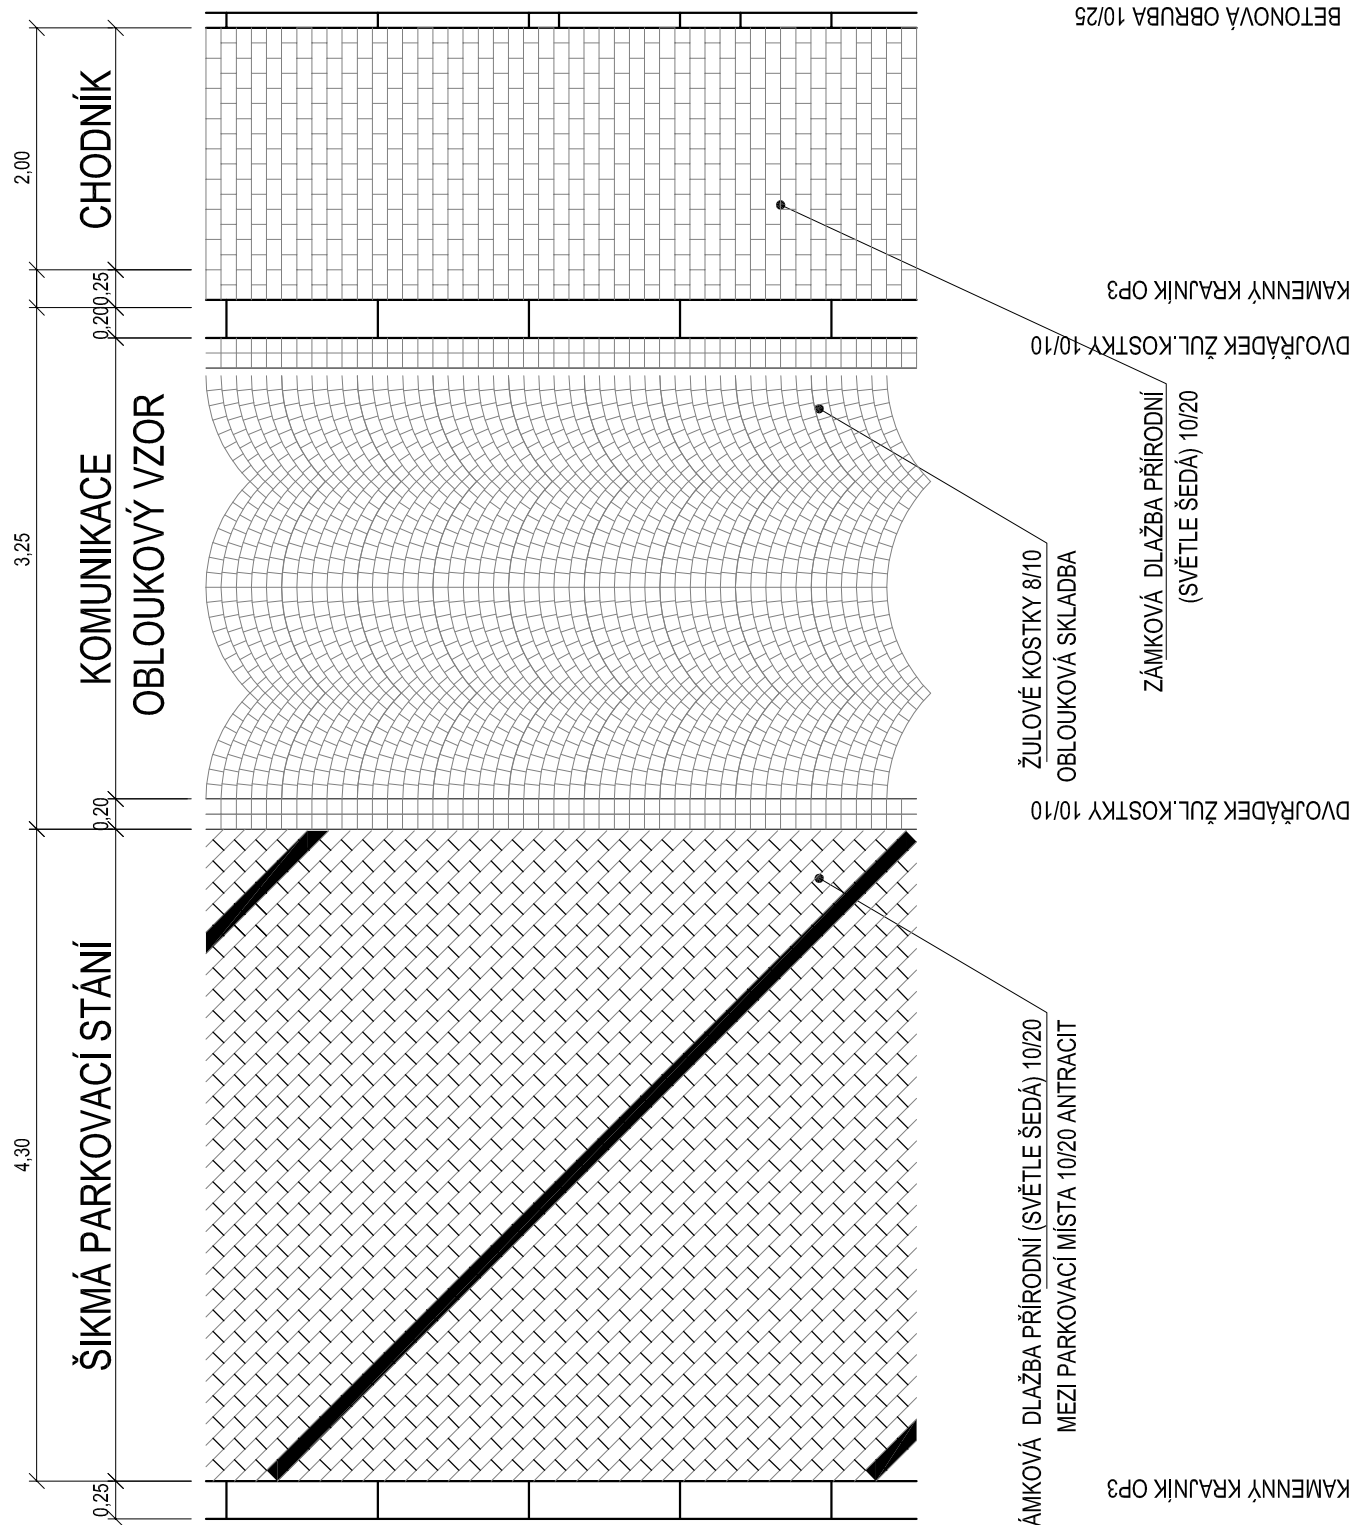 BETONOVÁ OBRUBA 10/25
CHODNÍK
2,00
0,25
0,20
KAMENNÝ KRAJNÍK OP3
DVOJŘÁDEK ŽUL.KOSTKY 10/10
ZÁMKOVÁ DLAŽBA PŘÍRODNÍ
(SVĚTLE ŠEDÁ) 10/20
KOMUNIKACE
OBLOUKOVÝ VZOR
3,25
ŽULOVÉ KOSTKY 8/10
OBLOUKOVÁ SKLADBA
0,20
DVOJŘÁDEK ŽUL.KOSTKY 10/10
ŠIKMÁ PARKOVACÍ STÁNÍ
4,30
ÁMKOVÁ DLAŽBA PŘÍRODNÍ (SVĚTLE ŠEDÁ) 10/20
MEZI PARKOVACÍ MÍSTA 10/20 ANTRACIT
0,25
KAMENNÝ KRAJNÍK OP3